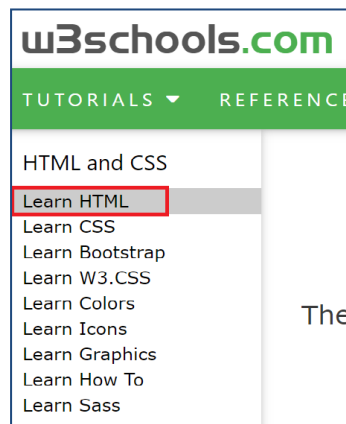 w3schools.com
TUTORIALS REFERENCE
HTML and CSS
Learn HTML
Learn CSS
Learn Bootstrap
Learn W3.CSS
Learn Colors
The
Learn Icons
Learn Graphics
Learn How To
Learn Sass